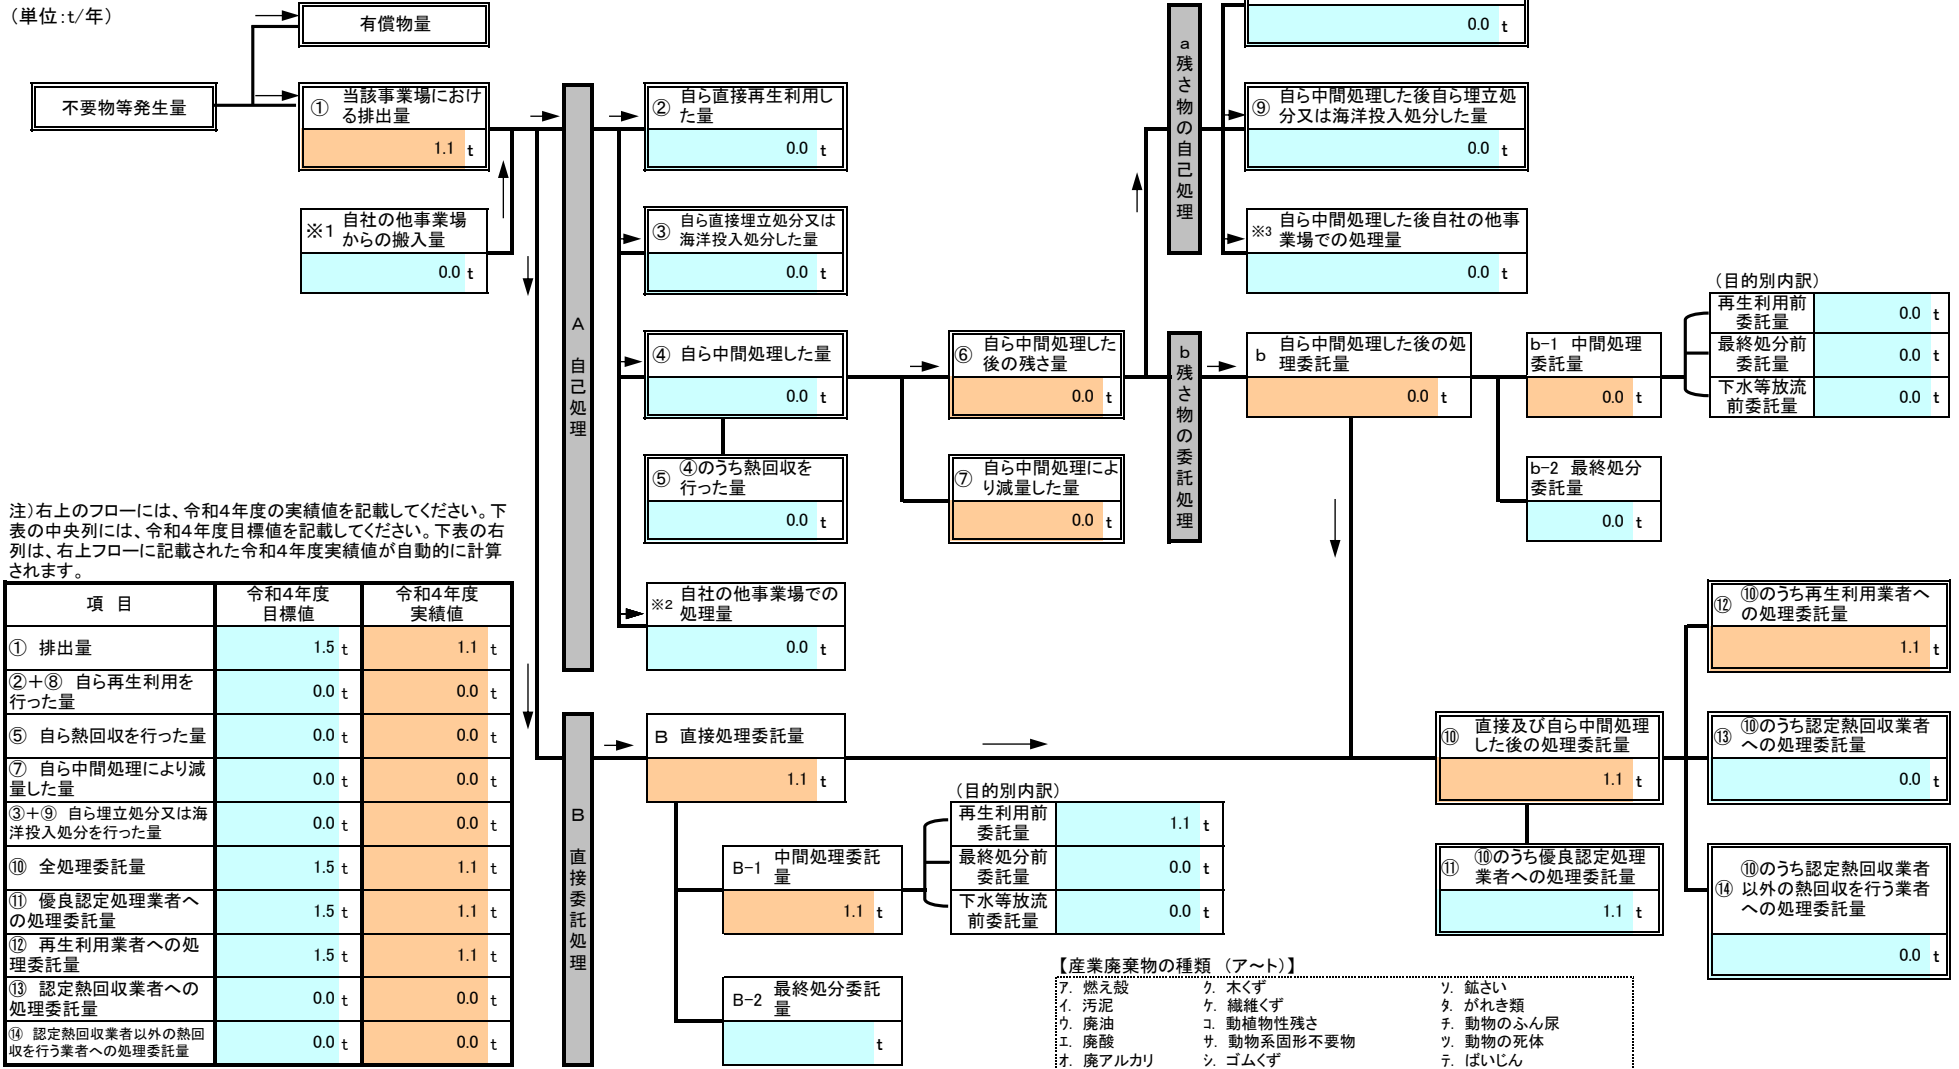 (単位:t/年)
有償物量
不要物等発生量
① 当該事業場におけ
る排出量
1.1 t
※1 自社の他事業場
からの搬入量
0.0 t
A 自己処理
② 自ら直接再生利用し
た量
0.0 t
③ 自ら直接埋立処分又は
海洋投入処分した量
0.0 t
④ 自ら中間処理した量
0.0 t
⑤ ④のうち熱回収を
行った量
0.0 t
※2 自社の他事業場での
処理量
0.0 t
⑥ 自ら中間処理した
後の残さ量
0.0 t
⑦ 自ら中間処理によ
り減量した量
0.0 t
a 残さ物の自己処理
0.0 t
⑨ 自ら中間処理した後自ら埋立処
分又は海洋投入処分した量
0.0 t
※3 自ら中間処理した後自社の他事
業場での処理量
0.0 t
b 残さ物の委託処理
b 自ら中間処理した後の処
理委託量
0.0 t
b-1 中間処理
委託量
0.0 t
b-2 最終処分
委託量
0.0 t
(目的別内訳)
再生利用前
委託量 0.0 t
最終処分前
委託量 0.0 t
下水等放流
前委託量 0.0 t
注)右上のフローには、令和4年度の実績値を記載してください。下
表の中央列には、令和4年度目標値を記載してください。下表の右
列は、右上フローに記載された令和4年度実績値が自動的に計算
されます。
項 目 令和4年度
目標値 令和4年度
実績値
① 排出量 1.5 t 1.1 t
②+⑧ 自ら再生利用を
行った量 0.0 t 0.0 t
⑤ 自ら熱回収を行った量 0.0 t 0.0 t
⑦ 自ら中間処理により減
量した量 0.0 t 0.0 t
③+⑨ 自ら埋立処分又は海
洋投入処分を行った量 0.0 t 0.0 t
⑩ 全処理委託量 1.5 t 1.1 t
⑪ 優良認定処理業者へ
の処理委託量 1.5 t 1.1 t
⑫ 再生利用業者への処
理委託量 1.5 t 1.1 t
⑬ 認定熱回収業者への
処理委託量 0.0 t 0.0 t
⑭ 認定熱回収業者以外の熱回
収を行う業者への処理委託量 0.0 t 0.0 t
B 直接委託処理
B 直接処理委託量
1.1 t
B-1 中間処理委託
量
1.1 t
B-2 最終処分委託
量
t
(目的別内訳)
再生利用前
委託量 1.1 t
最終処分前
委託量 0.0 t
下水等放流
前委託量 0.0 t
⑩ 直接及び自ら中間処理
した後の処理委託量
1.1 t
⑪ ⑩のうち優良認定処理
業者への処理委託量
1.1 t
⑫ ⑩のうち再生利用業者へ
の処理委託量
1.1 t
⑬ ⑩のうち認定熱回収業者
への処理委託量
0.0 t
⑭ ⑩のうち認定熱回収業者
以外の熱回収を行う業者
への処理委託量
0.0 t
【産業廃棄物の種類 (ア~ト)】
ア. 燃え殻 ク. 木くず ソ. 鉱さい
イ. 汚泥 ケ. 繊維くず タ. がれき類
ウ. 廃油 コ. 動植物性残さ チ. 動物のふん尿
エ. 廃酸 サ. 動物系固形不要物 ツ. 動物の死体
オ. 廃アルカリ シ. ゴムくず テ. ばいじん